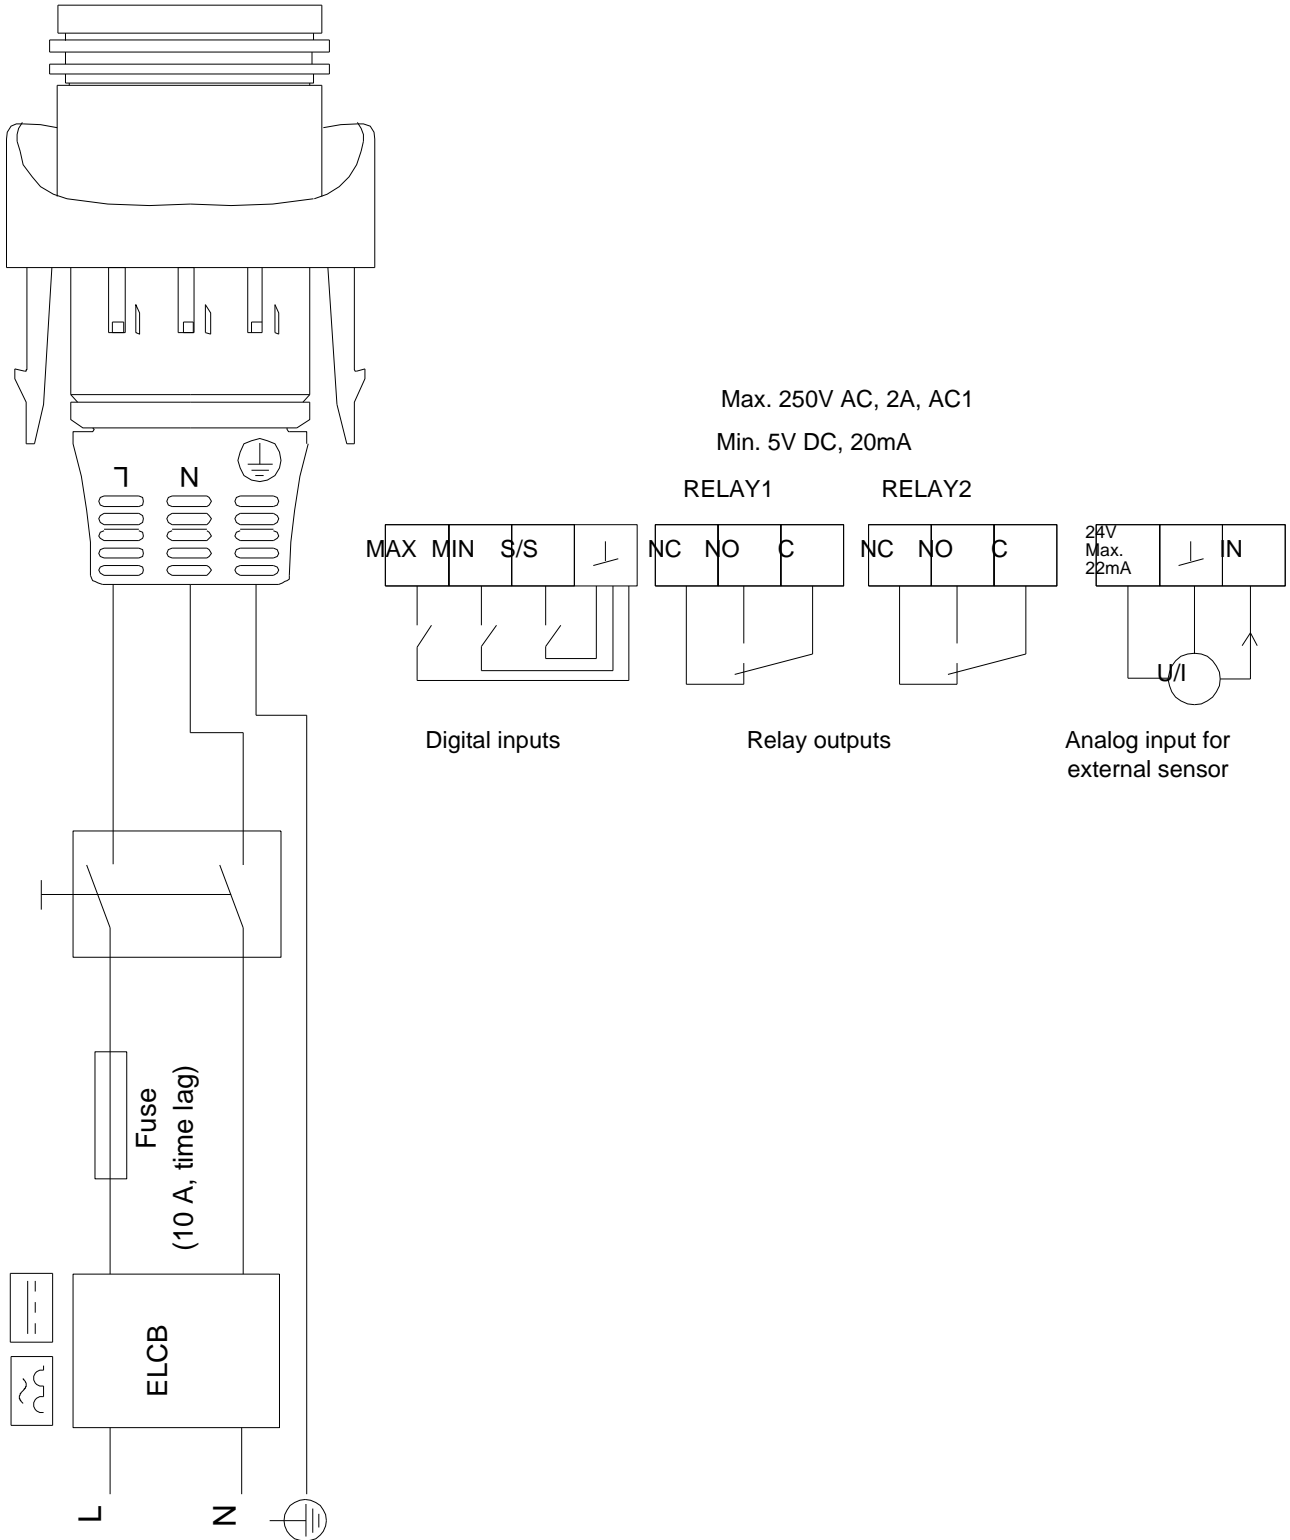 Max. 250V AC, 2A, AC1
Min. 5V DC, 20mA
RELAY1 RELAY2
L N
MAX MIN S/S NC NO C NC NO C 24V Max. 22mA IN
U/I
Digital inputs
Relay outputs
Analog input for
external sensor
Fuse
(10 A, time lag)
ELCB
L N